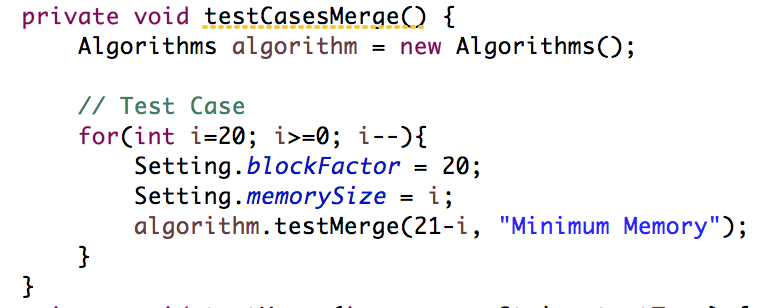 private void testCasesMerge() {
    Algorithms algorithm = new Algorithms();

    // Test Case
    for(int i=20; i>=0; i--){
        Setting.blockFactor = 20;
        Setting.memorySize = i;
        algorithm.testMerge(21-i, "Minimum Memory");
    }
}